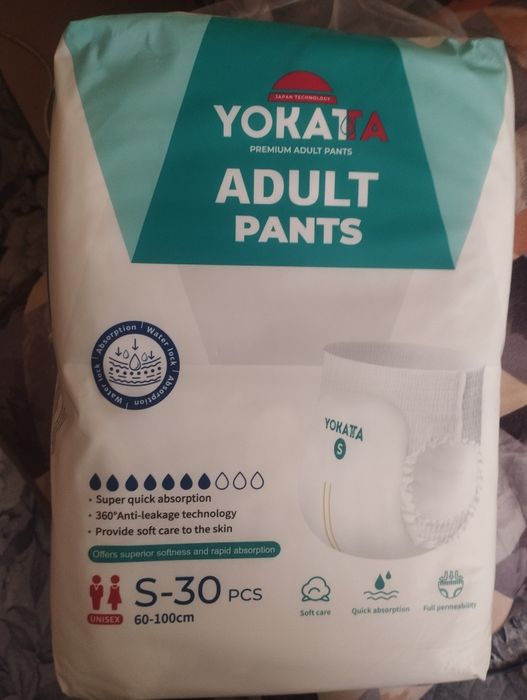 JAPAN TECHNOLOGY
YOKATTA
PREMIUM ADULT PANTS
ADULT
PANTS
Absorption | Water lock | Absorption | Water lock
YOKATTA
S
• Super quick absorption
• 360°Anti-leakage technology
• Provide soft care to the skin
Offers superior softness and rapid absorption
UNISEX
S-30 PCS
60-100cm
Soft care
Quick absorption
Full permeability